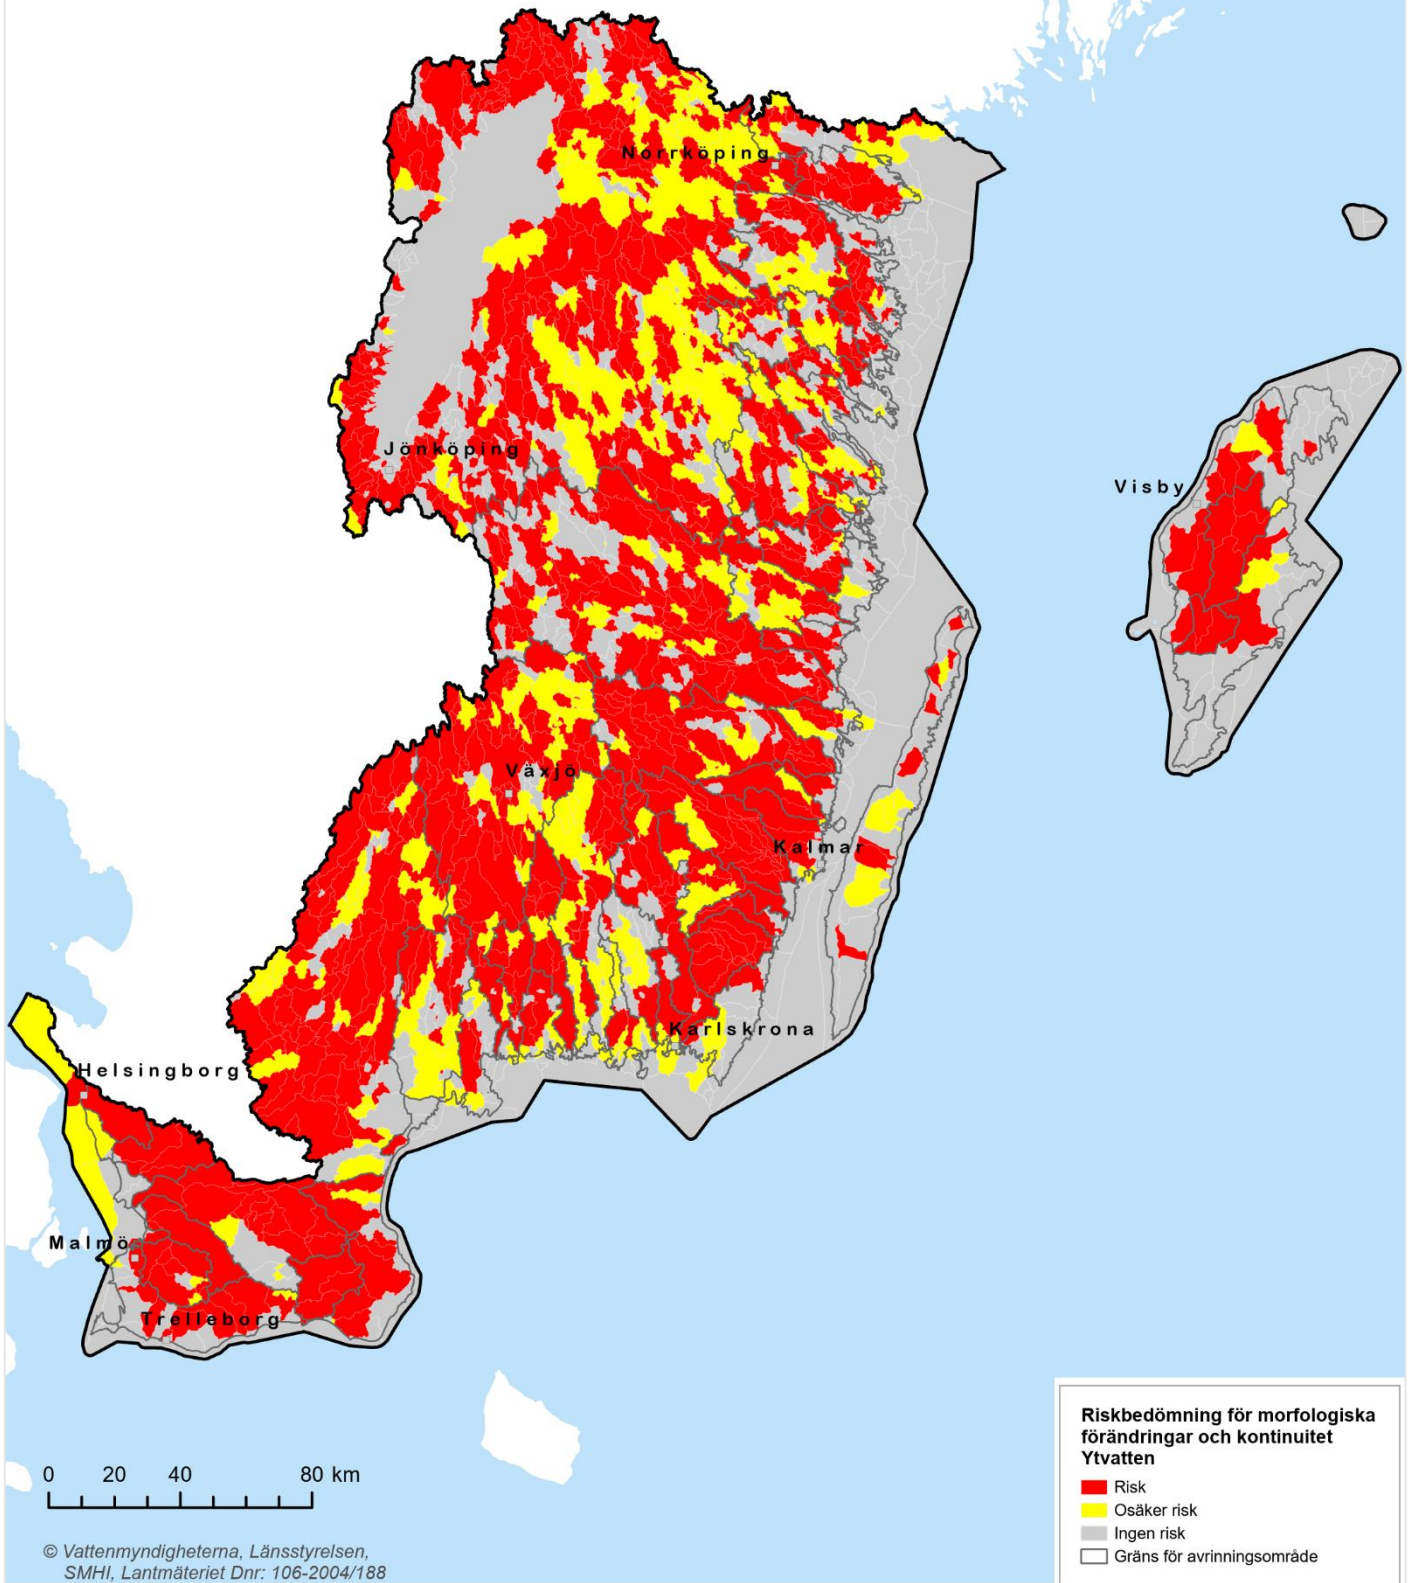 Norrköping
Jönköping
Visby
Växjö
Kalmar
Karlskrona
Helsingborg
Malmö
Trelleborg
0 20 40 80 km
© Vattenmyndigheterna, Länsstyrelsen,
SMHI, Lantmäteriet Dnr: 106-2004/188
Riskbedömning för morfologiska
förändringar och kontinuitet
Ytvatten
Risk
Osäker risk
Ingen risk
Gräns för avrinningsområde